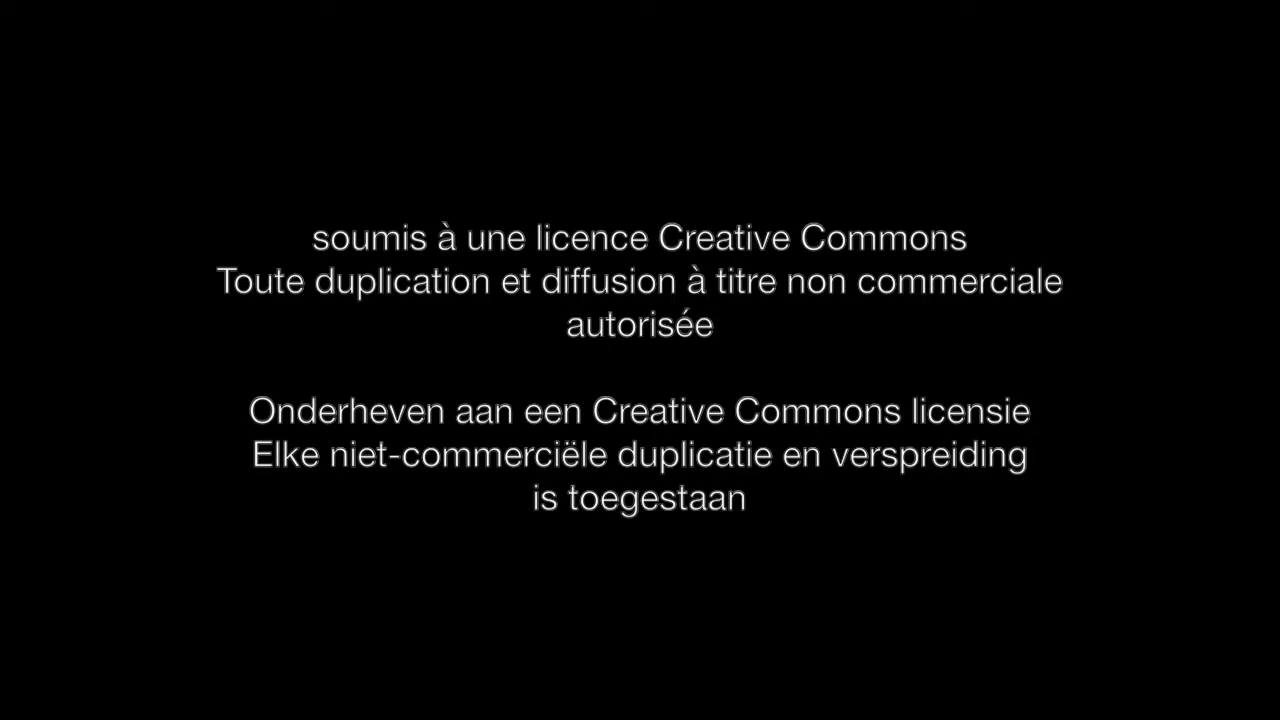 soumis à une licence Creative Commons
Toute duplication et diffusion à titre non commerciale
autorisée
Onderheven aan een Creative Commons licensie
Elke niet-commerciële duplicatie en verspreiding
is toegestaan